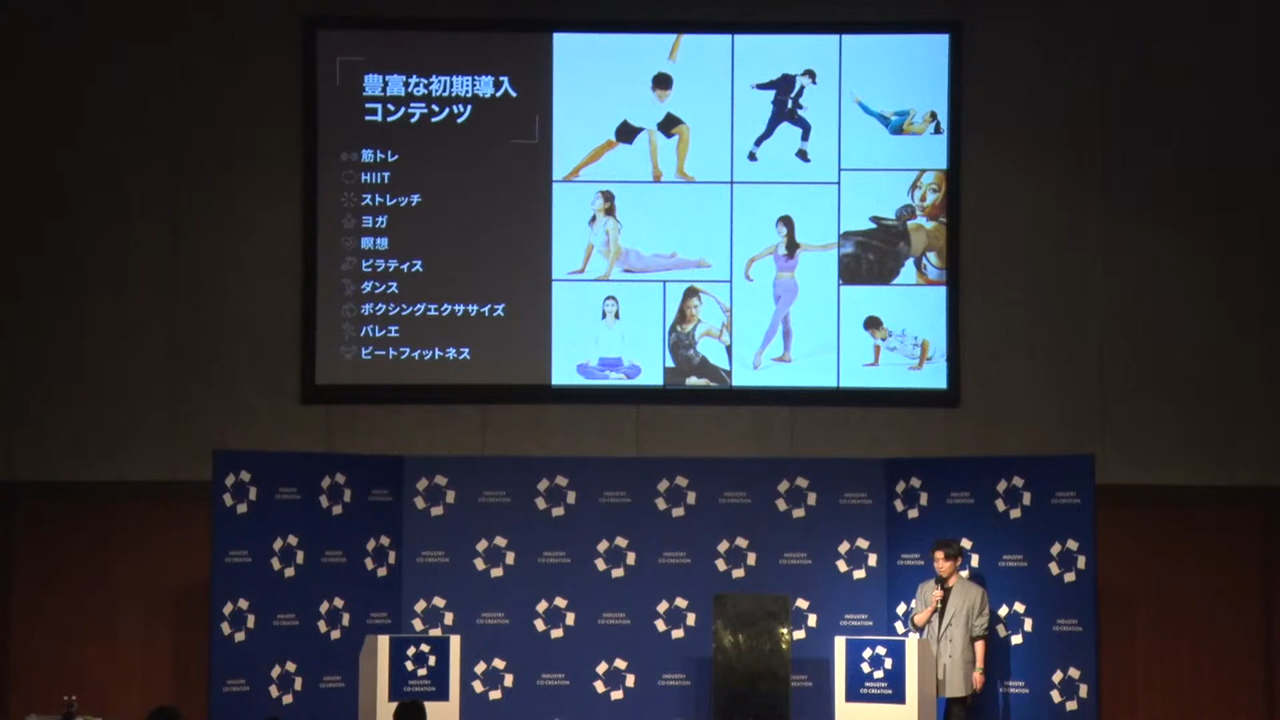 豊富な初期導入
コンテンツ
筋トレ
HIIT
ストレッチ
ヨガ
瞑想
ピラティス
ダンス
ボクシングエクササイズ
バレエ
ビートフィットネス
INDUSTRY
CO-CREATION
INDUSTRY
CO-CREATION